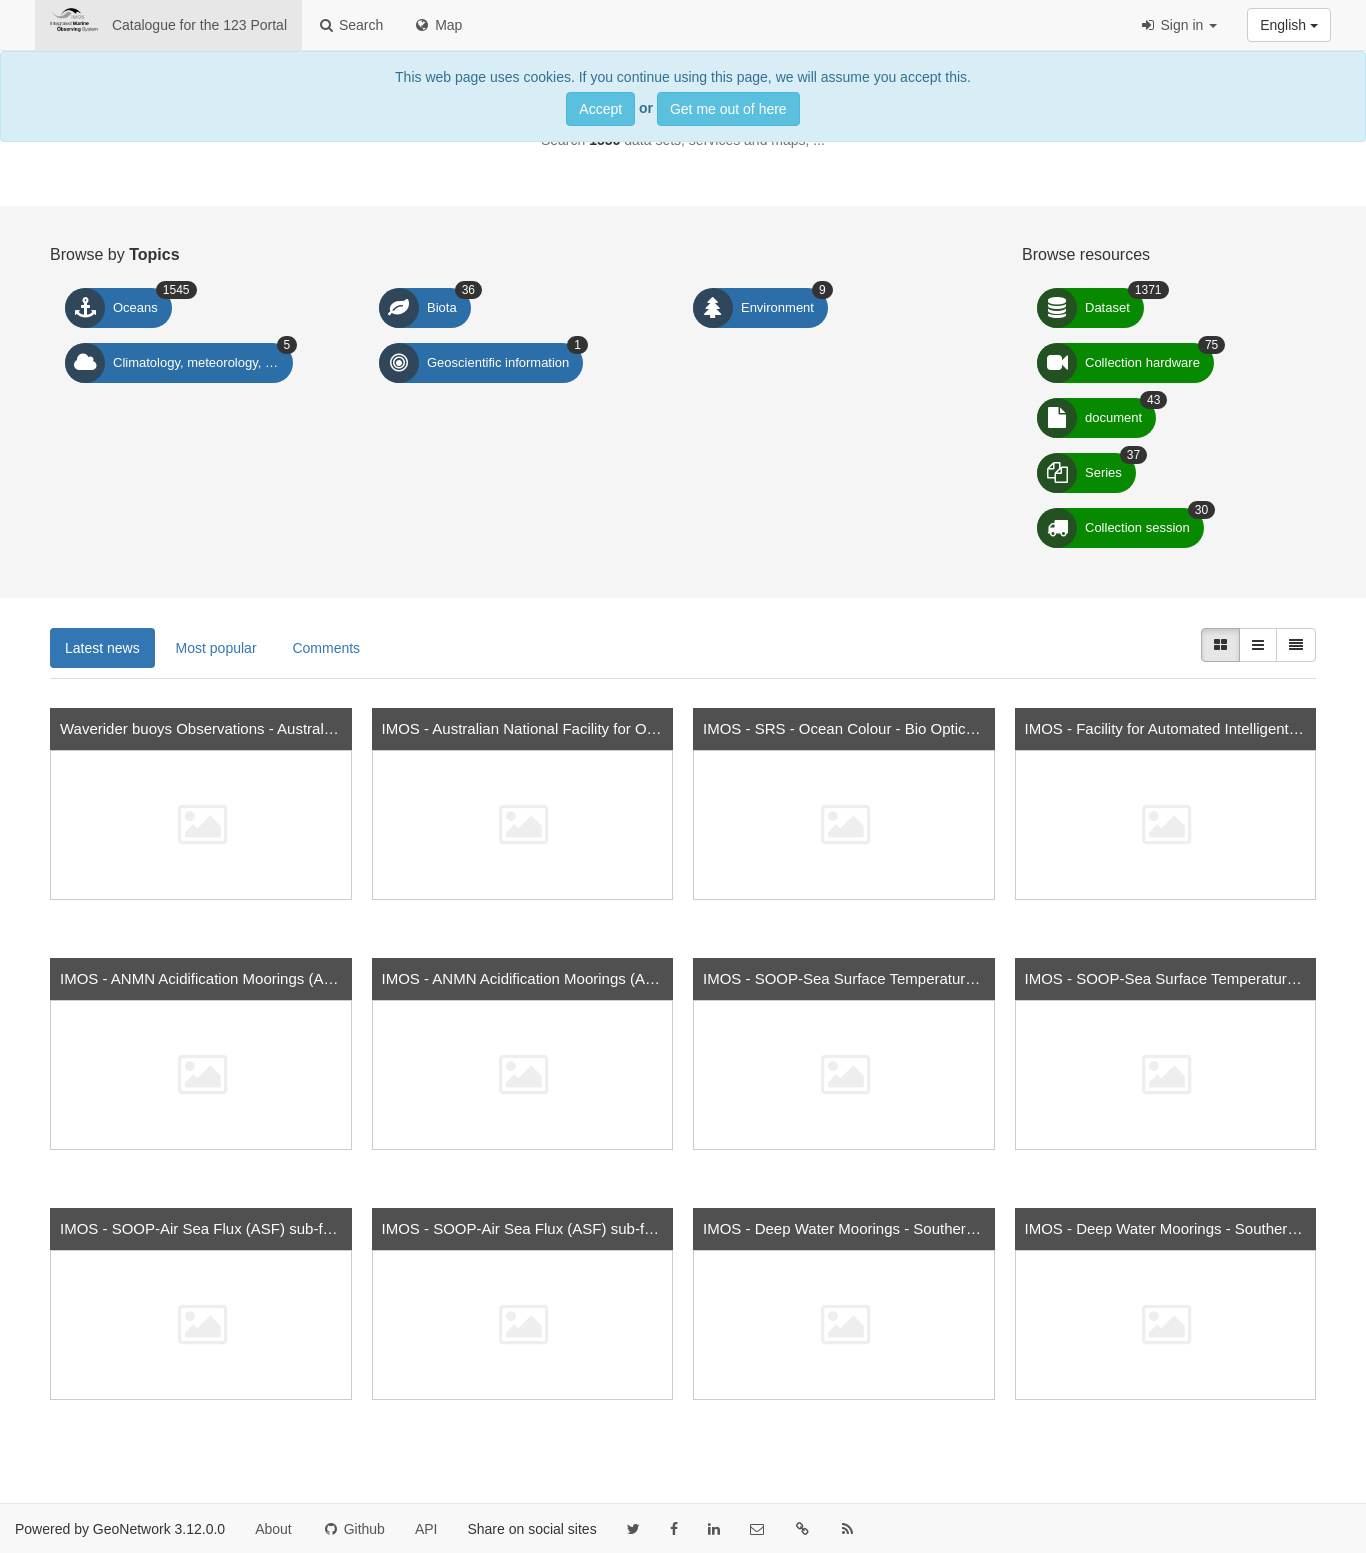 IMOS
Integrated Marine
Observing System
Catalogue for the 123 Portal
Search
Map
Sign in
English
This web page uses cookies. If you continue using this page, we will assume you accept this.
Accept or Get me out of here
Search data sets, services and maps, ...
Browse by Topics
Oceans 1545
Biota 36
Environment 9
Climatology, meteorology, … 5
Geoscientific information 1
Browse resources
Dataset 1371
Collection hardware 75
document 43
Series 37
Collection session 30
Latest news
Most popular
Comments
Waverider buoys Observations - Austral…
IMOS - Australian National Facility for O…
IMOS - SRS - Ocean Colour - Bio Optic…
IMOS - Facility for Automated Intelligent…
IMOS - ANMN Acidification Moorings (A…
IMOS - ANMN Acidification Moorings (A…
IMOS - SOOP-Sea Surface Temperatur…
IMOS - SOOP-Sea Surface Temperatur…
IMOS - SOOP-Air Sea Flux (ASF) sub-f…
IMOS - SOOP-Air Sea Flux (ASF) sub-f…
IMOS - Deep Water Moorings - Souther…
IMOS - Deep Water Moorings - Souther…
Powered by GeoNetwork 3.12.0.0
About
Github
API
Share on social sites